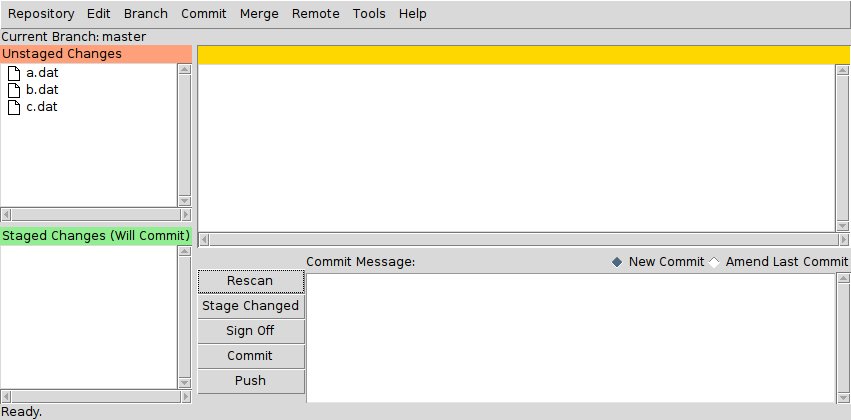 Repository Edit Branch Commit Merge Remote Tools Help
Current Branch: master
Unstaged Changes
a.dat
b.dat
c.dat
Staged Changes (Will Commit)
Commit Message: New Commit Amend Last Commit
Rescan
Stage Changed
Sign Off
Commit
Push
Ready.